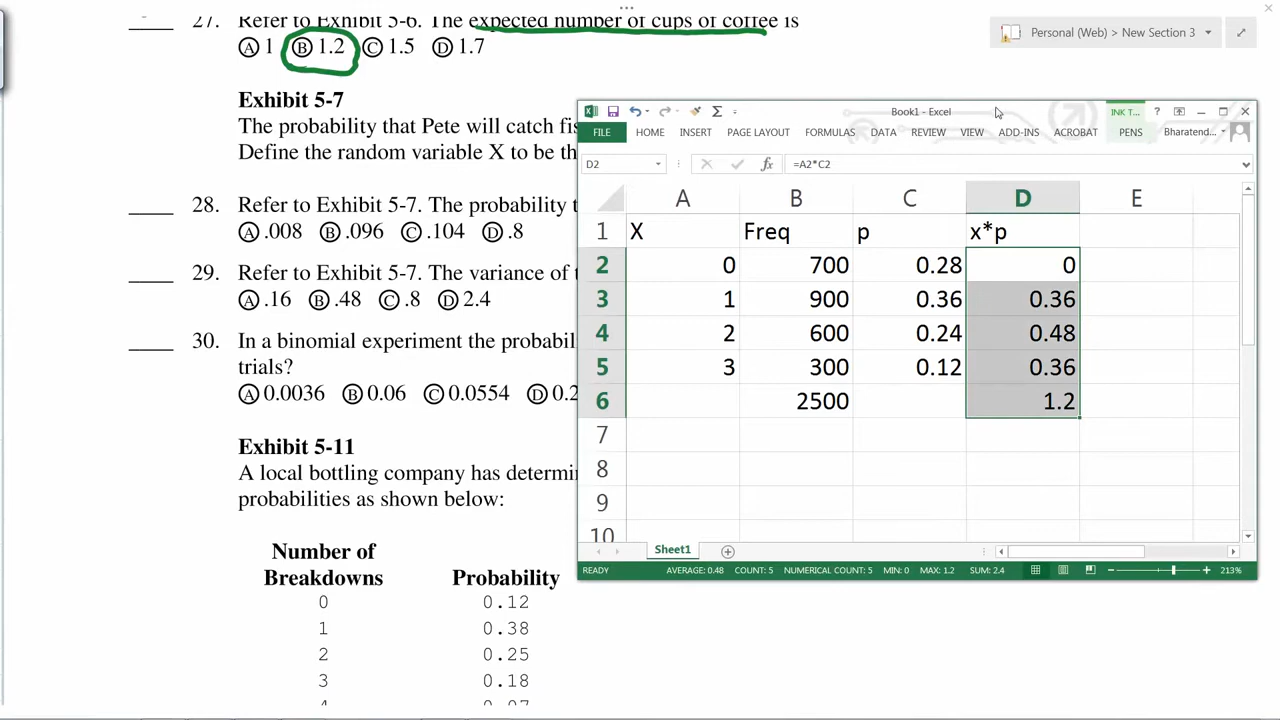 27. Refer to Exhibit 5-6. The expected number of cups of coffee is
Ⓐ 1 Ⓑ 1.2 Ⓒ 1.5 Ⓓ 1.7
Exhibit 5-7
The probability that Pete will catch
Define the random variable X to be
28. Refer to Exhibit 5-7. The probability
Ⓐ .008 Ⓑ .096 Ⓒ .104 Ⓓ .8
29. Refer to Exhibit 5-7. The variance of
Ⓐ .16 Ⓑ .48 Ⓒ .8 Ⓓ 2.4
30. In a binomial experiment the
trials?
Ⓐ 0.0036 Ⓑ 0.06 Ⓒ 0.0554 Ⓓ
Exhibit 5-11
A local bottling company has
probabilities as shown below:
Number of
Breakdowns Probability
0 0.12
1 0.38
2 0.25
3 0.18
Personal (Web) > New Section 3
Book1 - Excel
INK T...
FILE HOME INSERT PAGE LAYOUT FORMULAS DATA REVIEW VIEW ADD-INS ACROBAT PENS Bharatend...
D2 =A2*C2
A B C D E
1 X Freq p x*p
2 0 700 0.28 0
3 1 900 0.36 0.36
4 2 600 0.24 0.48
5 3 300 0.12 0.36
6 2500 1.2
7
8
9
10
Sheet1
READY AVERAGE: 0.48 COUNT: 5 NUMERICAL COUNT: 5 MIN: 0 MAX: 1.2 SUM: 2.4 213%